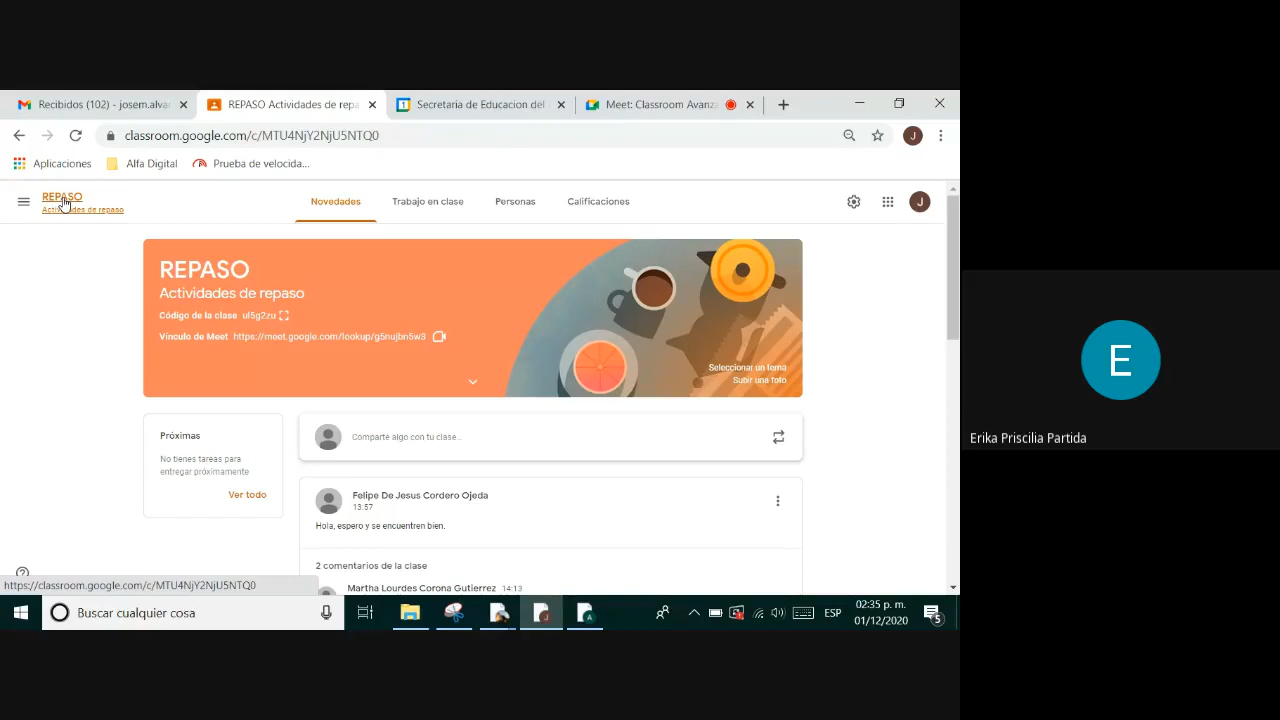 Recibidos (102) - josem.alva
REPASO Actividades de repa
Secretaria de Educacion del
Meet: Classroom Avanza
classroom.google.com/c/MTU4NjY2NjU5NTQ0
J
Aplicaciones
Alfa Digital
Prueba de velocida...
REPASO
Actividades de repaso
Novedades
Trabajo en clase
Personas
Calificaciones
J
REPASO
Actividades de repaso
Código de la clase ul5g2zu
Vínculo de Meet https://meet.google.com/lookup/g5nujbn5w3
Seleccionar un tema
Subir una foto
Próximas
No tienes tareas para
entregar próximamente
Ver todo
Comparte algo con tu clase...
Felipe De Jesus Cordero Ojeda
13:57
Hola, espero y se encuentren bien.
2 comentarios de la clase
Martha Lourdes Corona Gutierrez 14:13
https://classroom.google.com/c/MTU4NjY2NjU5NTQ0
Buscar cualquier cosa
ESP
02:35 p. m.
01/12/2020
5
E
Erika Priscilia Partida